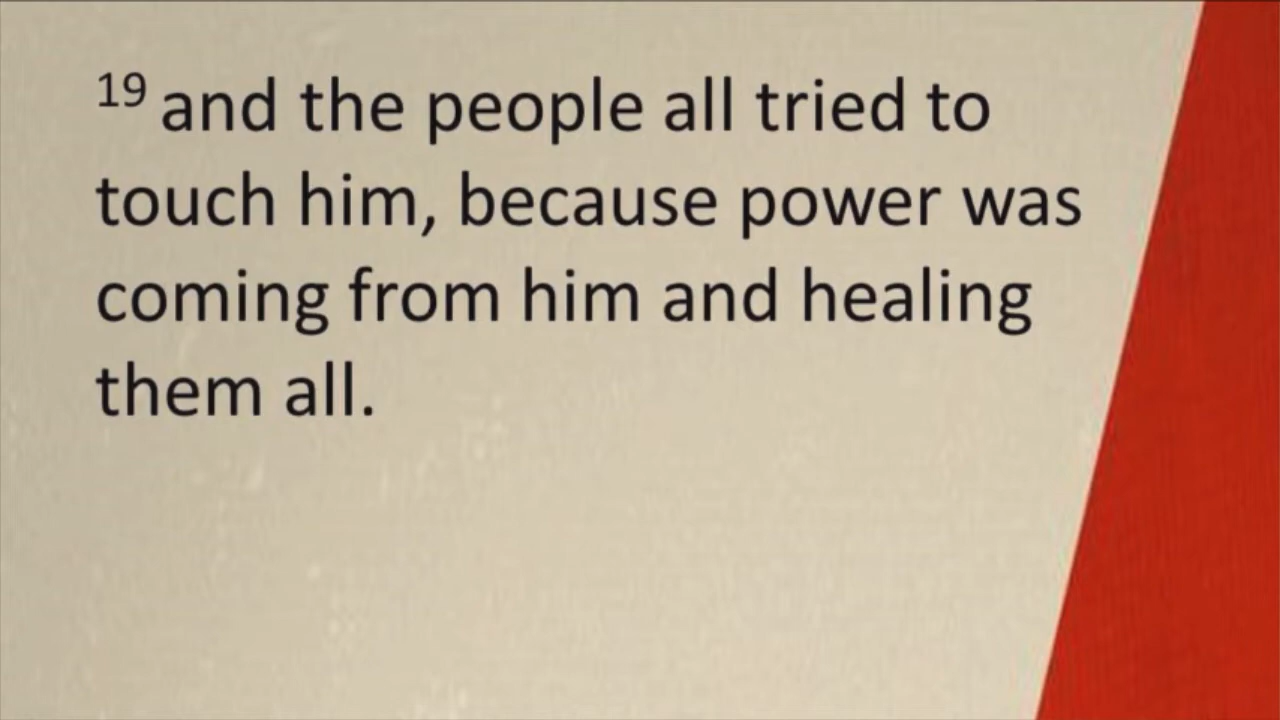 19 and the people all tried to
touch him, because power was
coming from him and healing
them all.